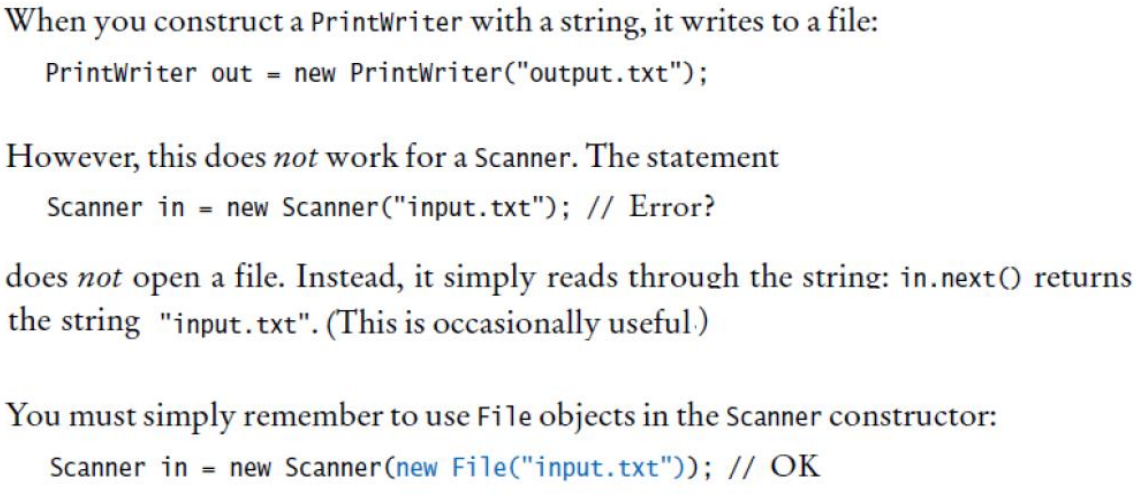 When you construct a PrintWriter with a string, it writes to a file:
PrintWriter out = new PrintWriter("output.txt");
However, this does not work for a Scanner. The statement
Scanner in = new Scanner("input.txt"); // Error?
does not open a file. Instead, it simply reads through the string: in.next() returns
the string "input.txt". (This is occasionally useful.)
You must simply remember to use File objects in the Scanner constructor:
Scanner in = new Scanner(new File("input.txt")); // OK